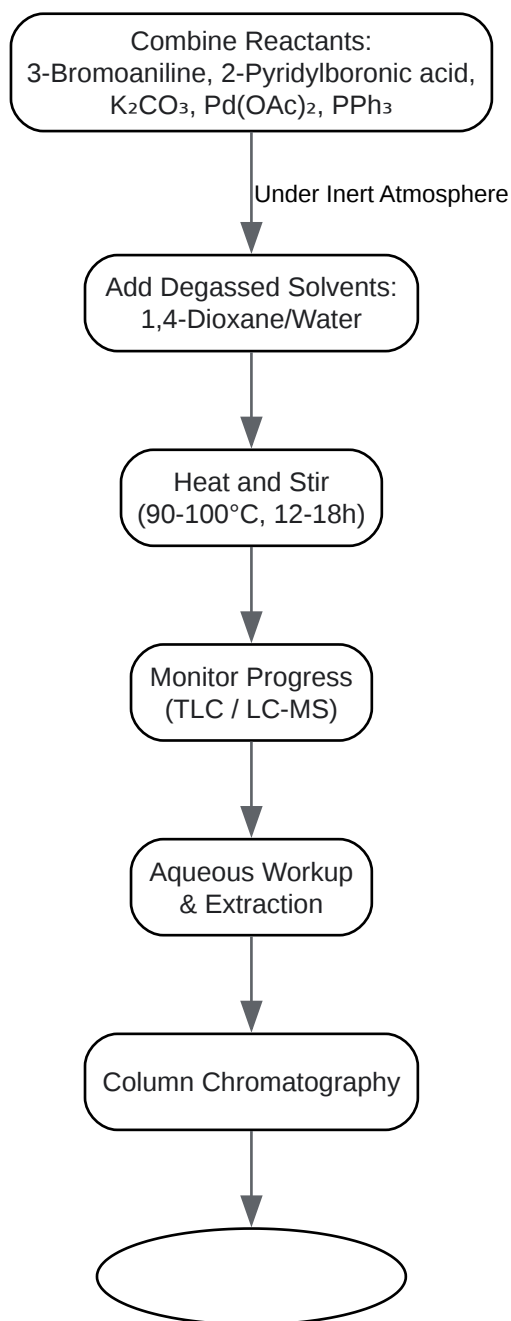 Combine Reactants:
3-Bromoaniline, 2-Pyridylboronic acid,
K₂CO₃, Pd(OAc)₂, PPh₃
Under Inert Atmosphere
Add Degassed Solvents:
1,4-Dioxane/Water
Heat and Stir
(90-100°C, 12-18h)
Monitor Progress
(TLC / LC-MS)
Aqueous Workup
& Extraction
Column Chromatography